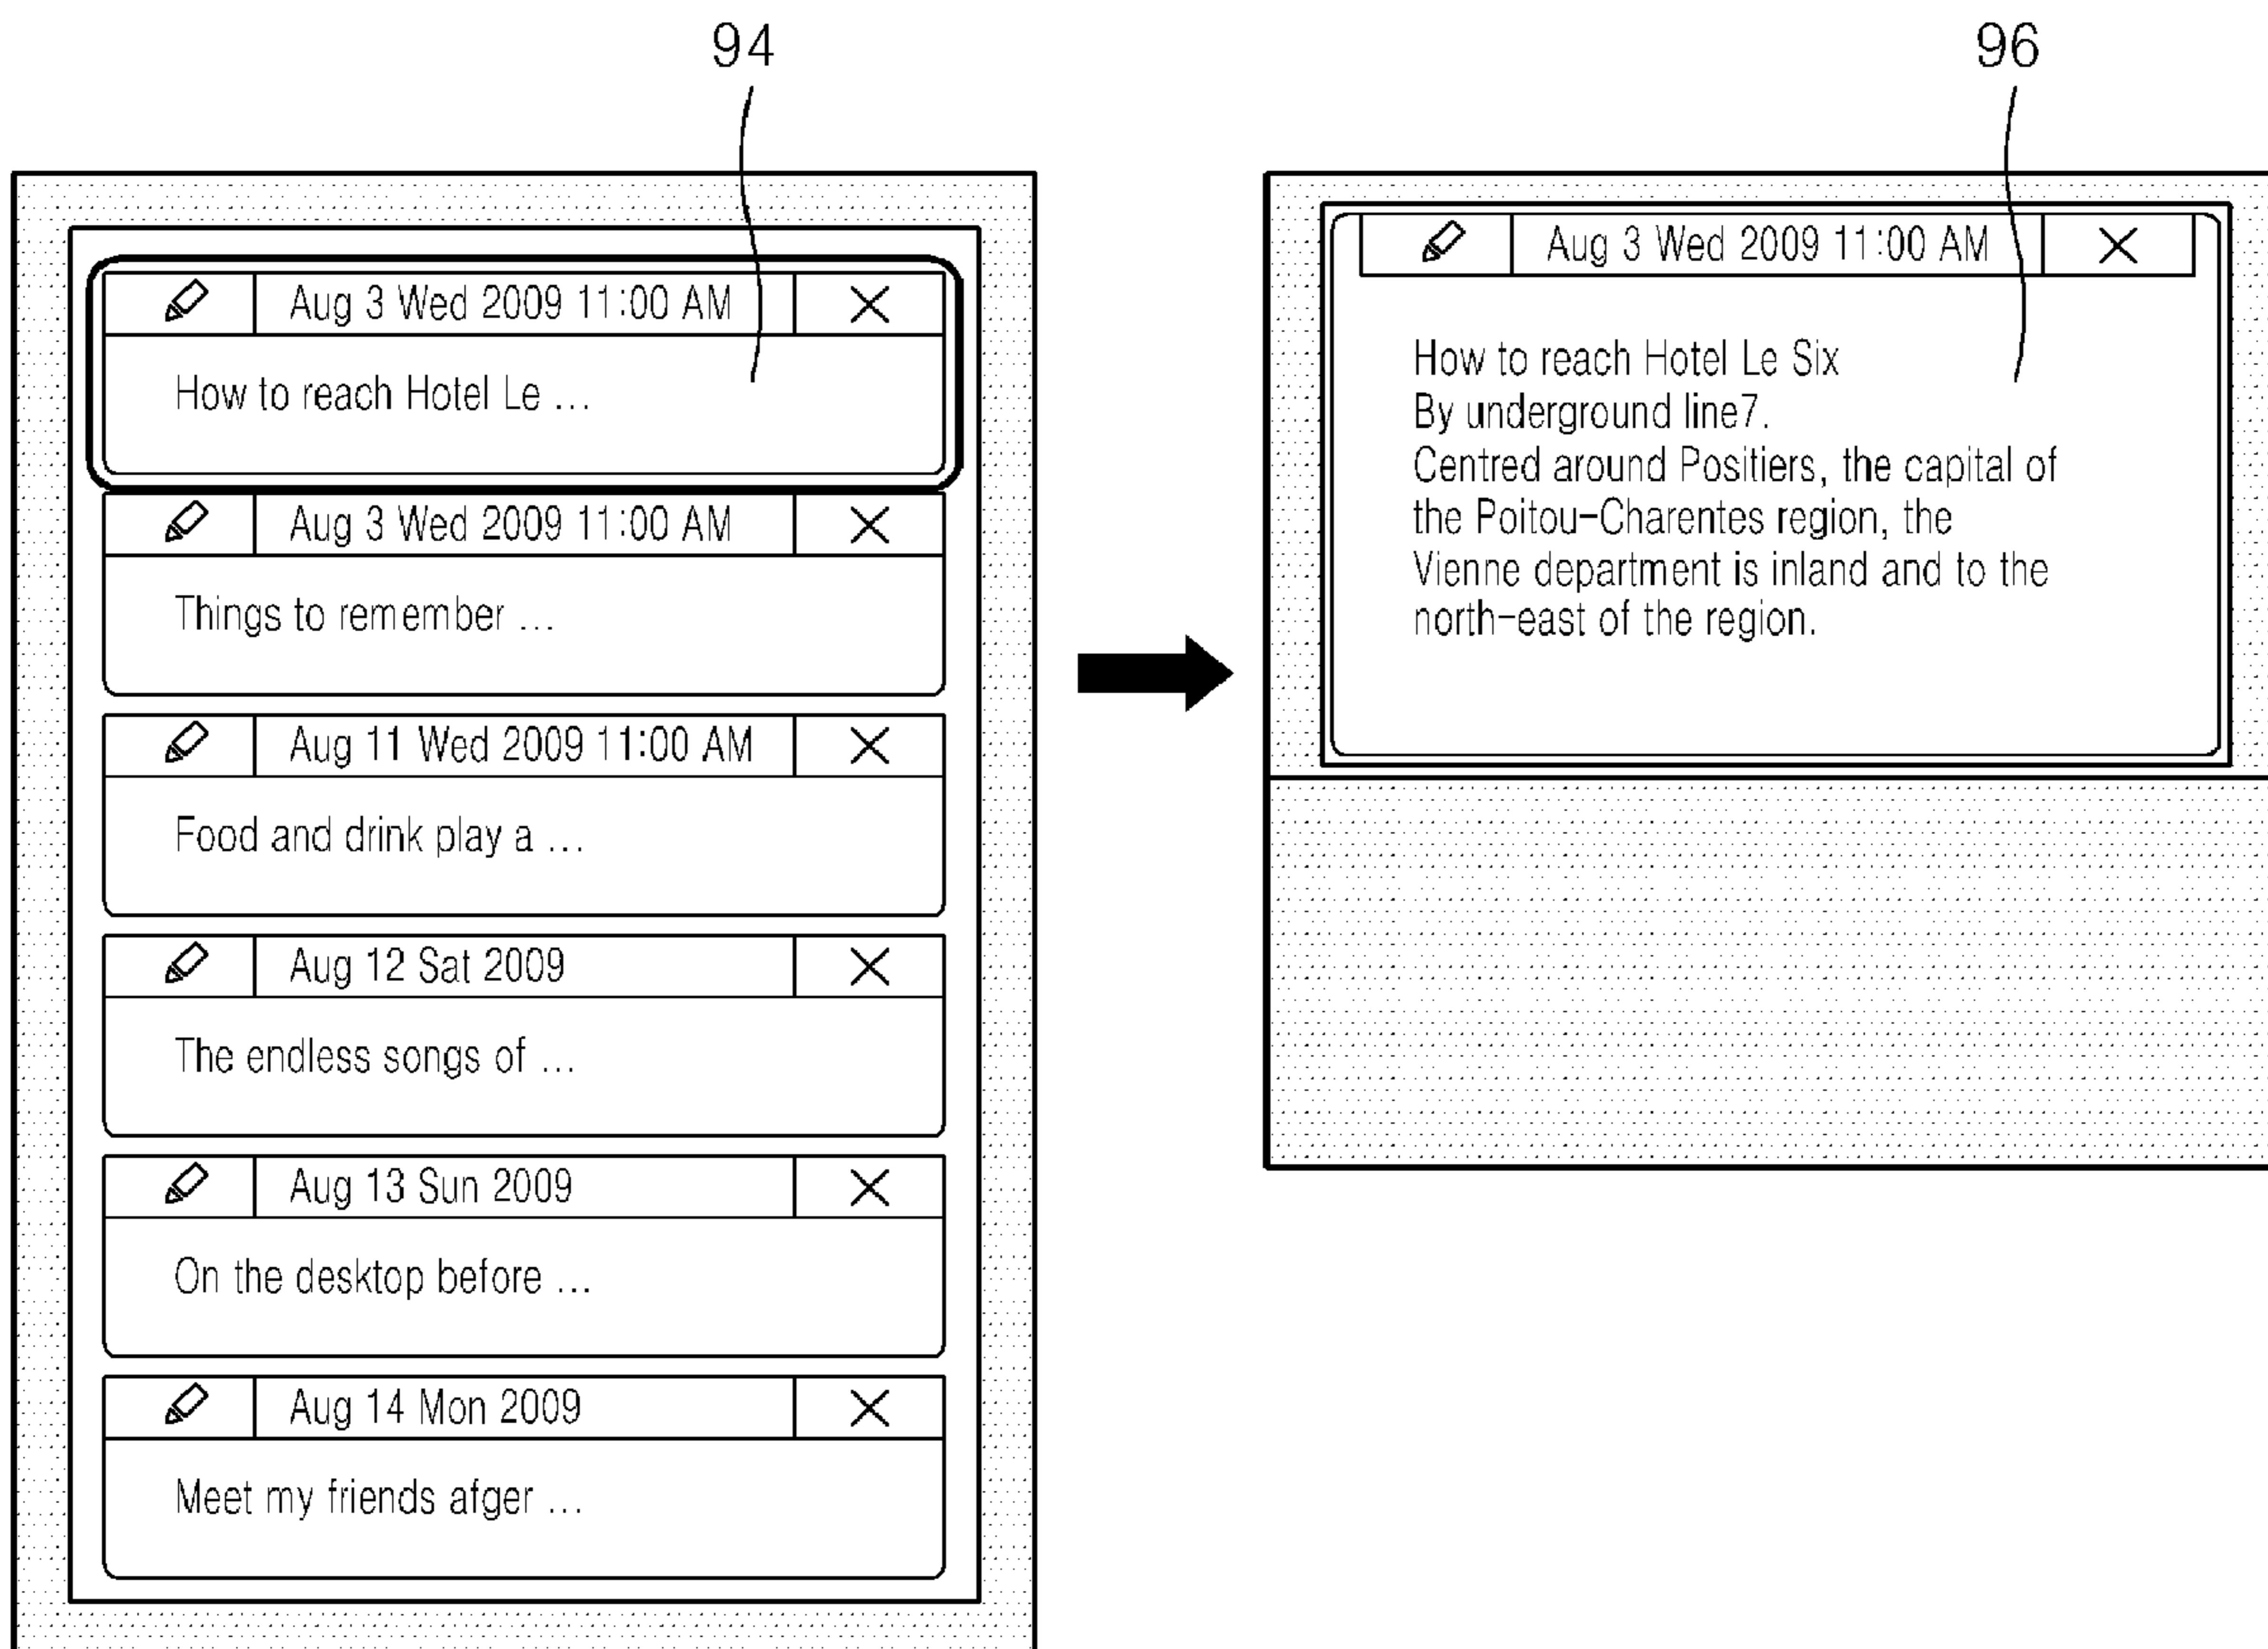 94
Aug 3 Wed 2009 11:00 AM
How to reach Hotel Le ...
Aug 3 Wed 2009 11:00 AM
Things to remember ...
Aug 11 Wed 2009 11:00 AM
Food and drink play a ...
Aug 12 Sat 2009
The endless songs of ...
Aug 13 Sun 2009
On the desktop before ...
Aug 14 Mon 2009
Meet my friends afger ...
96
Aug 3 Wed 2009 11:00 AM
How to reach Hotel Le Six
By underground line7.
Centred around Positiers, the capital of
the Poitou-Charentes region, the
Vienne department is inland and to the
north-east of the region.